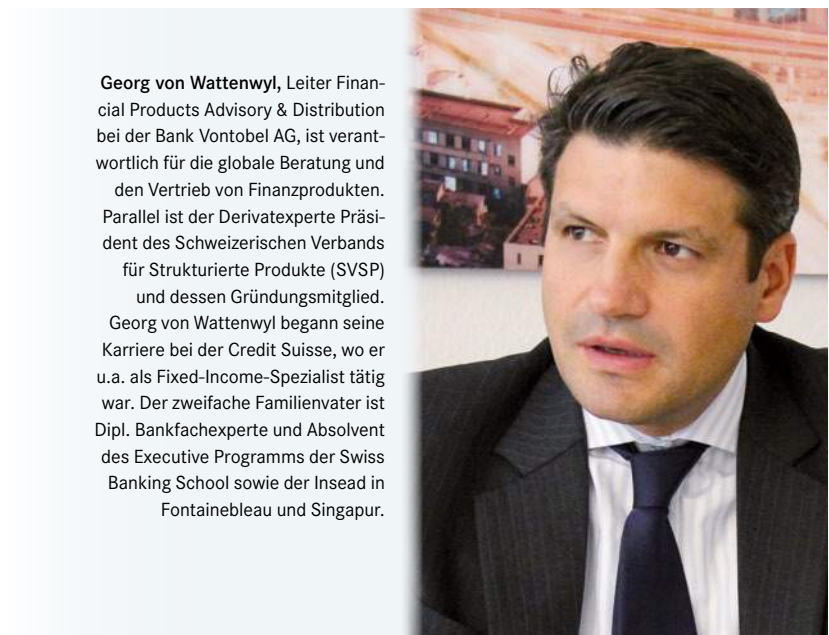 Georg von Wattenwyl, Leiter Finan-
cial Products Advisory & Distribution
bei der Bank Vontobel AG, ist verant-
wortlich für die globale Beratung und
den Vertrieb von Finanzprodukten.
Parallel ist der Derivatexperte Präsi-
dent des Schweizerischen Verbands
für Strukturierte Produkte (SVSP)
und dessen Gründungsmitglied.
Georg von Wattenwyl begann seine
Karriere bei der Credit Suisse, wo er
u.a. als Fixed-Income-Spezialist tätig
war. Der zweifache Familienvater ist
Dipl. Bankfachexperte und Absolvent
des Executive Programms der Swiss
Banking School sowie der Insead in
Fontainebleau und Singapur.